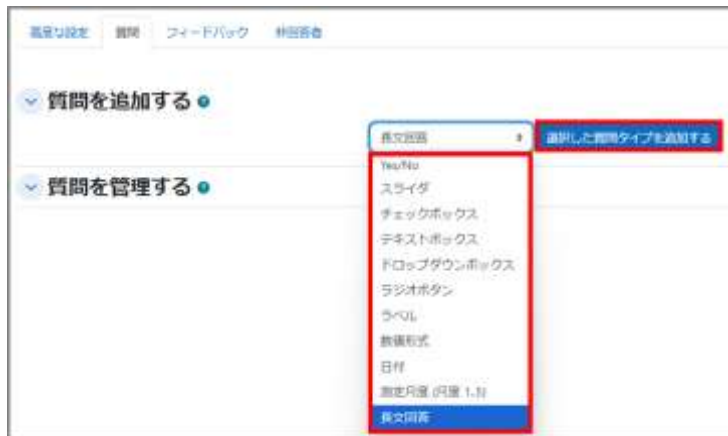 高度な設定 質問 フィードバック 非回答者
質問を追加する
長文回答 選択した質問タイプを追加する
Yes/No
質問を管理する
スライダ
チェックボックス
テキストボックス
ドロップダウンボックス
ラジオボタン
ラベル
数値形式
日付
測定尺度 (尺度 1..5)
長文回答